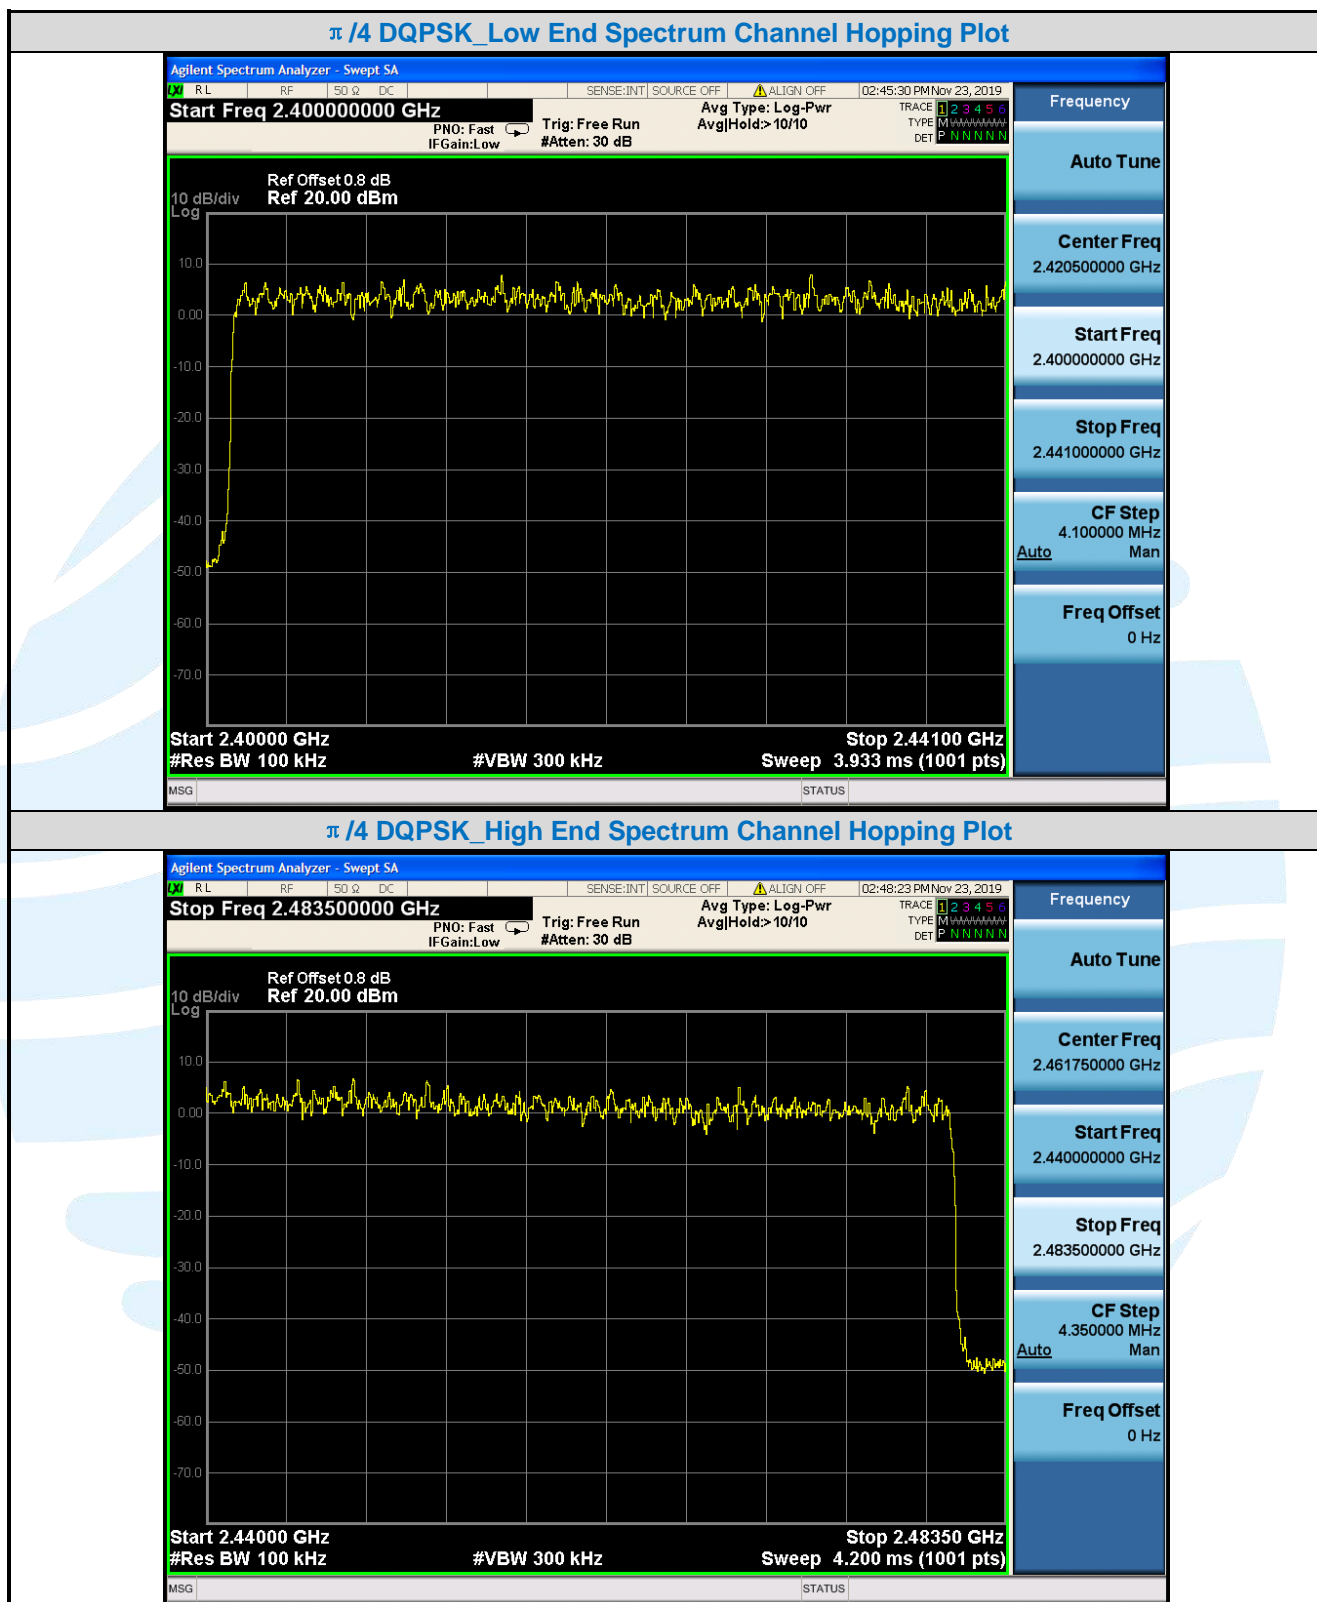 π /4 DQPSK_Low End Spectrum Channel Hopping Plot
Agilent Spectrum Analyzer - Swept SA
LXI RL RF 50 Ω DC SENSE:INT SOURCE OFF ALIGN OFF 02:45:30 PM Nov 23, 2019
Start Freq 2.400000000 GHz
PNO: Fast
IFGain:Low
Trig: Free Run
#Atten: 30 dB
Avg Type: Log-Pwr
Avg|Hold:> 10/10
TRACE 1 2 3 4 5 6
TYPE M WWWWW
DET P N N N N N
Ref Offset 0.8 dB
10 dB/div Ref 20.00 dBm
Log
10.0
0.00
-10.0
-20.0
-30.0
-40.0
-50.0
-60.0
-70.0
Start 2.40000 GHz Stop 2.44100 GHz
#Res BW 100 kHz #VBW 300 kHz Sweep 3.933 ms (1001 pts)
MSG STATUS
Frequency
Auto Tune
Center Freq
2.420500000 GHz
Start Freq
2.400000000 GHz
Stop Freq
2.441000000 GHz
CF Step
4.100000 MHz
Auto Man
Freq Offset
0 Hz
π /4 DQPSK_High End Spectrum Channel Hopping Plot
Agilent Spectrum Analyzer - Swept SA
LXI RL RF 50 Ω DC SENSE:INT SOURCE OFF ALIGN OFF 02:48:23 PM Nov 23, 2019
Stop Freq 2.483500000 GHz
PNO: Fast
IFGain:Low
Trig: Free Run
#Atten: 30 dB
Avg Type: Log-Pwr
Avg|Hold:> 10/10
TRACE 1 2 3 4 5 6
TYPE M WWWWW
DET P N N N N N
Ref Offset 0.8 dB
10 dB/div Ref 20.00 dBm
Log
10.0
0.00
-10.0
-20.0
-30.0
-40.0
-50.0
-60.0
-70.0
Start 2.44000 GHz Stop 2.48350 GHz
#Res BW 100 kHz #VBW 300 kHz Sweep 4.200 ms (1001 pts)
MSG STATUS
Frequency
Auto Tune
Center Freq
2.461750000 GHz
Start Freq
2.440000000 GHz
Stop Freq
2.483500000 GHz
CF Step
4.350000 MHz
Auto Man
Freq Offset
0 Hz